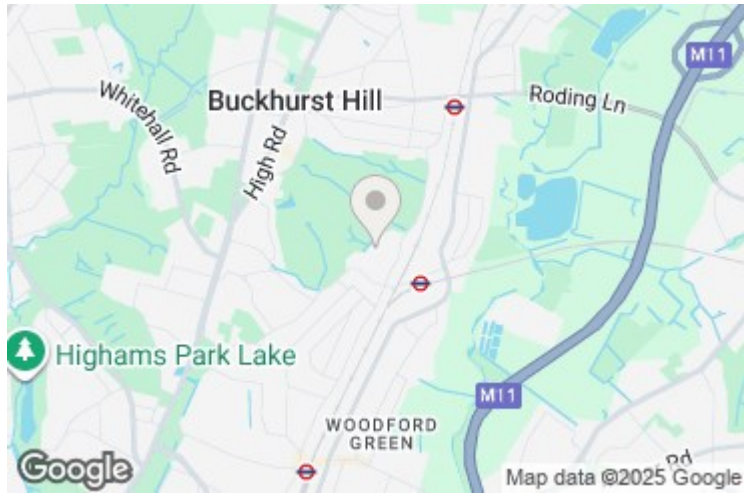 M11
Buckhurst Hill
Roding Ln
Whitehall Rd
High Rd
Highams Park Lake
M11
WOODFORD
GREEN
Rd
Google
Map data ©2025 Google